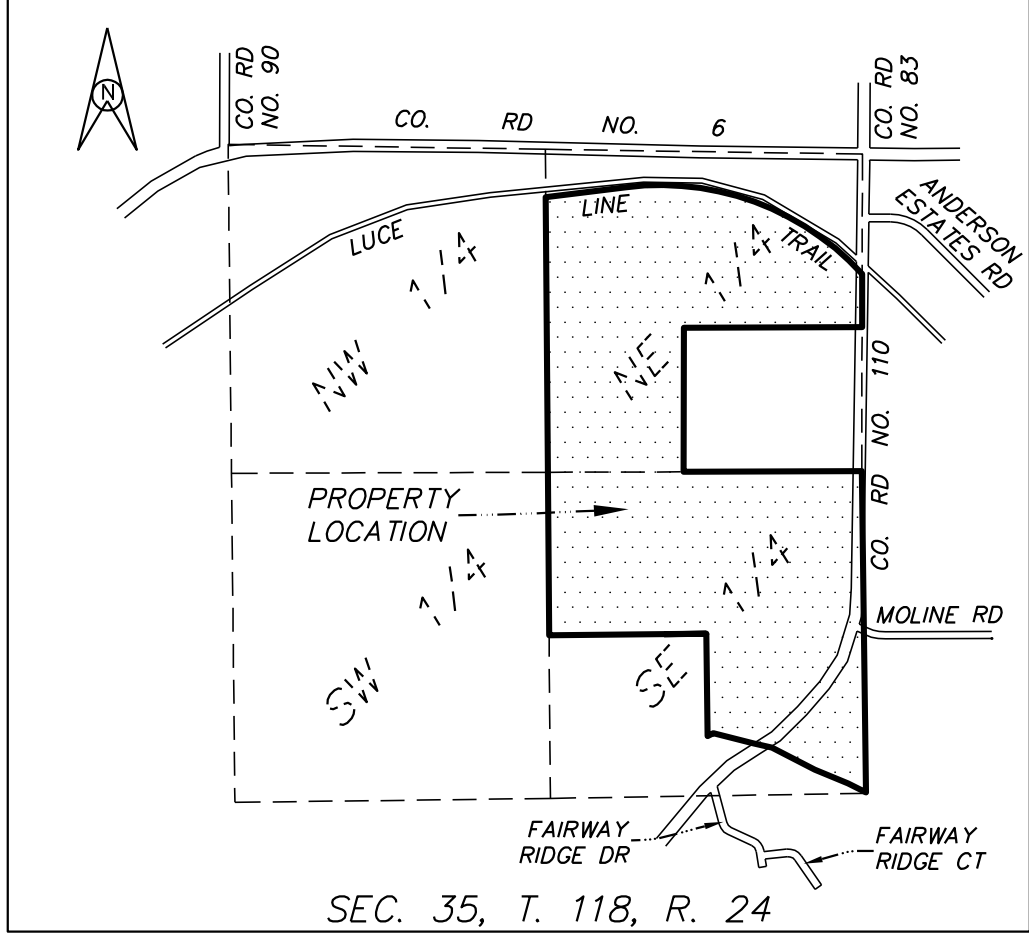 N
CO. RD
NO. 90
CO. RD NO. 6
CO. RD
NO. 83
ANDERSON
ESTATES RD
LUCE LINE TRAIL
1/4
1/4
NW
NE
CO. RD NO. 110
PROPERTY
LOCATION
1/4
1/4
MOLINE RD
SW
SE
FAIRWAY
RIDGE DR
FAIRWAY
RIDGE CT
SEC. 35, T. 118, R. 24